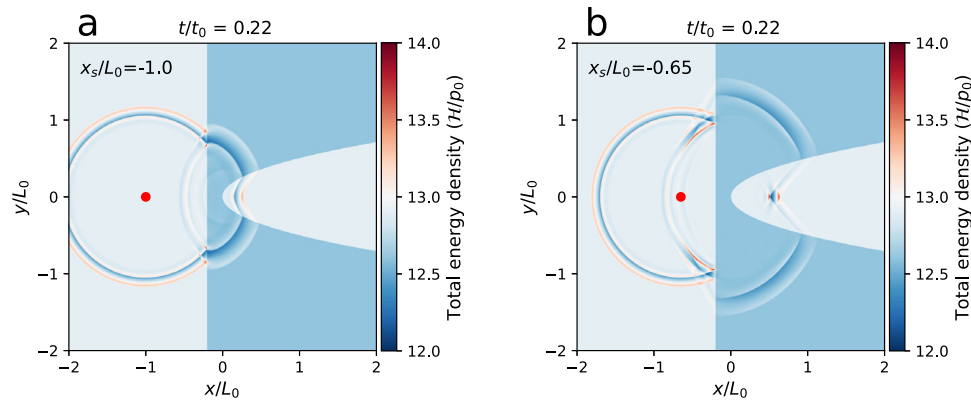 a
t/t₀ = 0.22
x_s/L₀=-1.0
y/L₀
2
1
0
−1
−2
−2
−1
0
1
2
x/L₀
14.0
13.5
13.0
12.5
12.0
Total energy density (ℋ/p₀)
b
t/t₀ = 0.22
x_s/L₀=-0.65
y/L₀
2
1
0
−1
−2
−2
−1
0
1
2
x/L₀
14.0
13.5
13.0
12.5
12.0
Total energy density (ℋ/p₀)